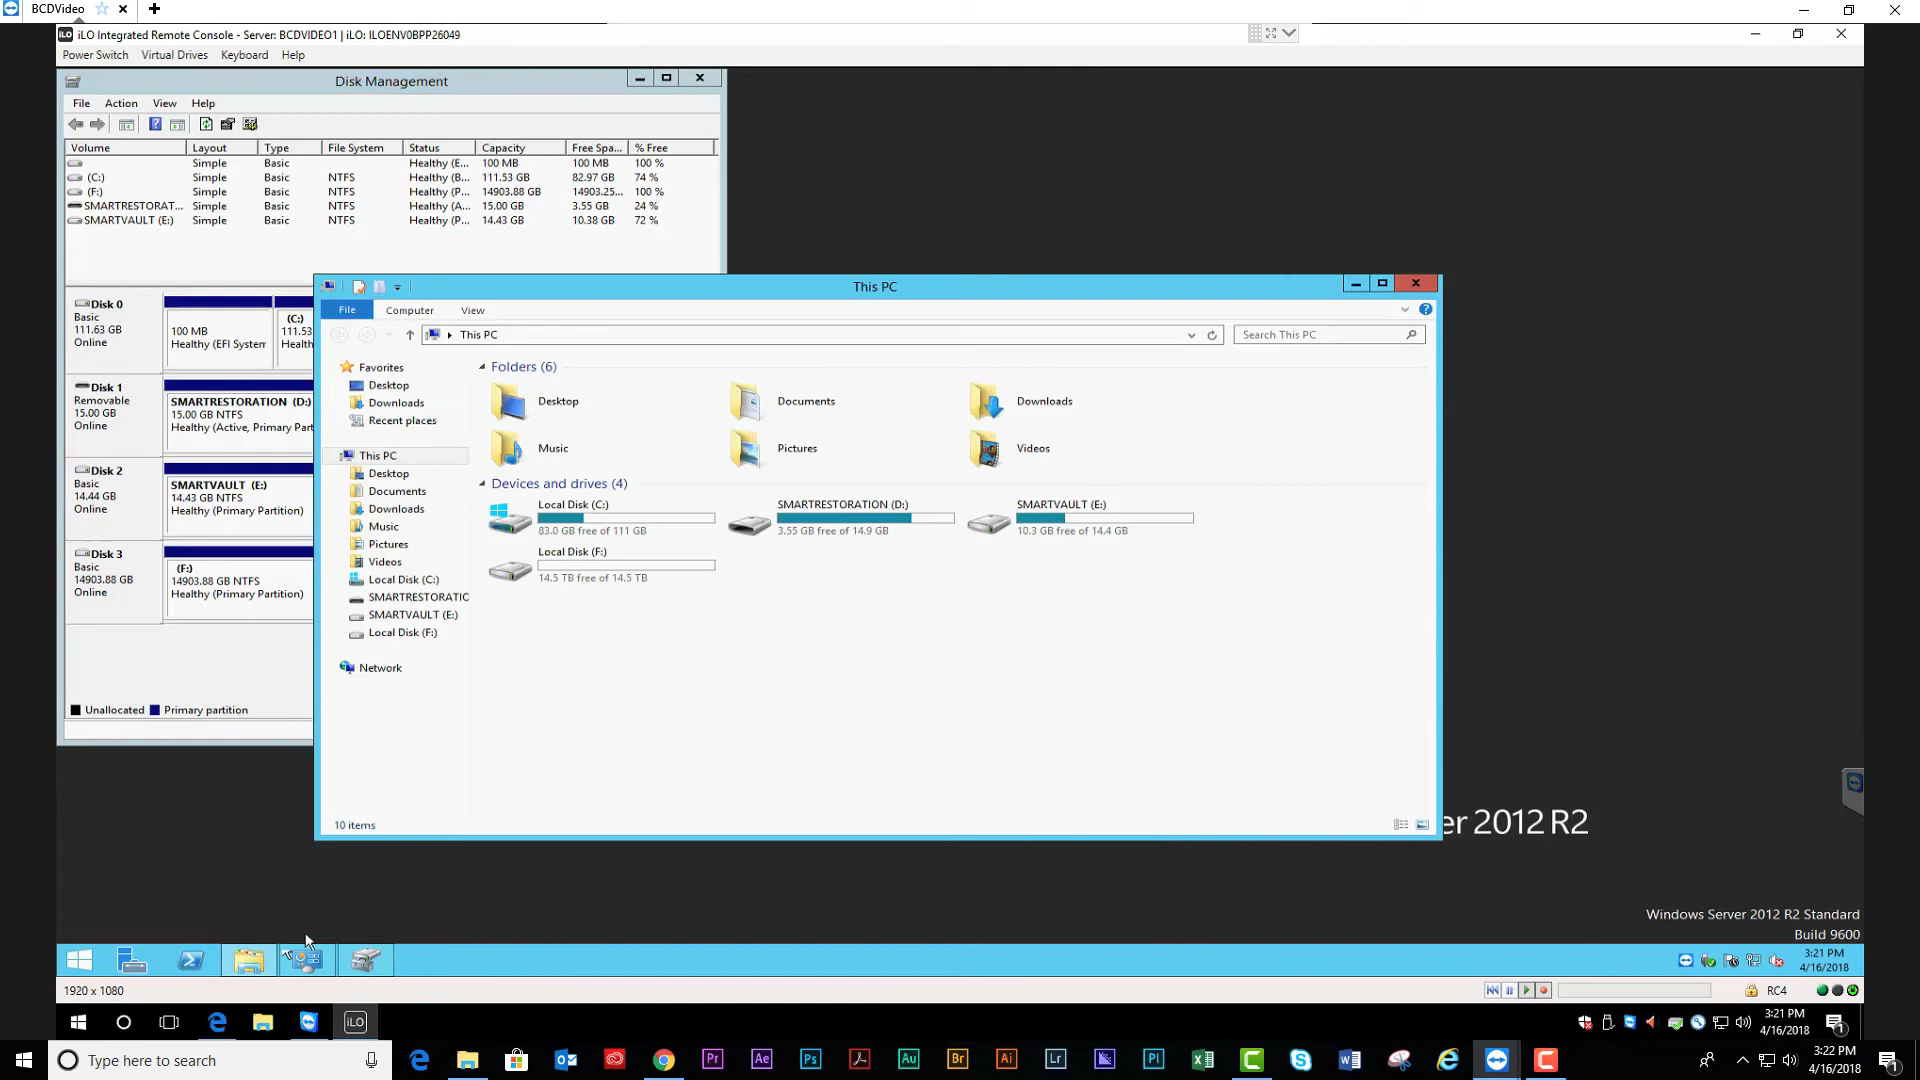 BCDVideo
iLO Integrated Remote Console - Server: BCDVIDEO1 | iLO: ILOENV0BPP26049
Power Switch Virtual Drives Keyboard Help
Disk Management
File Action View Help
Volume Layout Type File System Status Capacity Free Spa... % Free
Simple Basic Healthy (E... 100 MB 100 MB 100 %
(C:) Simple Basic NTFS Healthy (B... 111.53 GB 82.97 GB 74 %
(F:) Simple Basic NTFS Healthy (P... 14903.88 GB 14903.25... 100 %
SMARTRESTORAT... Simple Basic NTFS Healthy (A... 15.00 GB 3.55 GB 24 %
SMARTVAULT (E:) Simple Basic NTFS Healthy (P... 14.43 GB 10.38 GB 72 %
Disk 0
Basic
111.63 GB
Online
100 MB
Healthy (EFI System
(C:)
111.53
Health
Disk 1
Removable
15.00 GB
Online
SMARTRESTORATION (D:)
15.00 GB NTFS
Healthy (Active, Primary Part
Disk 2
Basic
14.44 GB
Online
SMARTVAULT (E:)
14.43 GB NTFS
Healthy (Primary Partition)
Disk 3
Basic
14903.88 GB
Online
(F:)
14903.88 GB NTFS
Healthy (Primary Partition)
Unallocated Primary partition
This PC
File Computer View
This PC
Search This PC
Favorites
Desktop
Downloads
Recent places
This PC
Desktop
Documents
Downloads
Music
Pictures
Videos
Local Disk (C:)
SMARTRESTORATIO
SMARTVAULT (E:)
Local Disk (F:)
Network
Folders (6)
Desktop Documents Downloads
Music Pictures Videos
Devices and drives (4)
Local Disk (C:)
83.0 GB free of 111 GB
SMARTRESTORATION (D:)
3.55 GB free of 14.9 GB
SMARTVAULT (E:)
10.3 GB free of 14.4 GB
Local Disk (F:)
14.5 TB free of 14.5 TB
10 items
er 2012 R2
Windows Server 2012 R2 Standard
Build 9600
3:21 PM
4/16/2018
1920 x 1080
RC4
iLO
3:21 PM
4/16/2018
1
Type here to search
Pr Ae Ps Au Br Ai Lr Pl
3:22 PM
4/16/2018
1